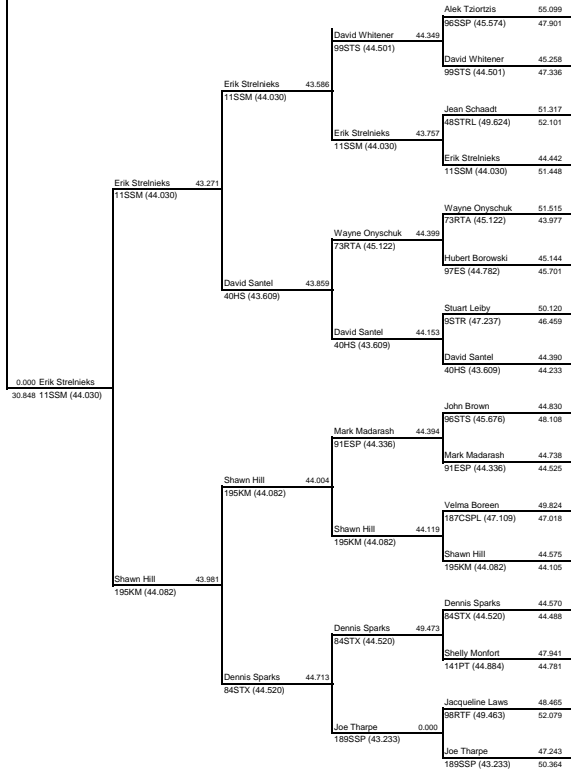 Alek Tziortzis 55.099
96SSP (45.574) 47.901
David Whitener 44.349
99STS (44.501)
David Whitener 45.258
99STS (44.501) 47.336
Erik Strelnieks 43.586
11SSM (44.030)
Jean Schaadt 51.317
48STRL (49.624) 52.101
Erik Strelnieks 43.757
11SSM (44.030)
Erik Strelnieks 44.442
11SSM (44.030) 51.448
Erik Strelnieks 43.271
11SSM (44.030)
Wayne Onyschuk 51.515
73RTA (45.122) 43.977
Wayne Onyschuk 44.399
73RTA (45.122)
Hubert Borowski 45.144
97ES (44.782) 45.701
David Santel 43.859
40HS (43.609)
Stuart Leiby 50.120
9STR (47.237) 46.459
David Santel 44.153
40HS (43.609)
David Santel 44.390
40HS (43.609) 44.233
0.000 Erik Strelnieks
30.848 11SSM (44.030)
John Brown 44.830
96STS (45.676) 48.108
Mark Madarash 44.394
91ESP (44.336)
Mark Madarash 44.738
91ESP (44.336) 44.525
Shawn Hill 44.004
195KM (44.082)
Velma Boreen 49.824
187CSPL (47.109) 47.018
Shawn Hill 44.119
195KM (44.082)
Shawn Hill 44.575
195KM (44.082) 44.105
Shawn Hill 43.981
195KM (44.082)
Dennis Sparks 44.570
84STX (44.520) 44.488
Dennis Sparks 49.473
84STX (44.520)
Shelly Monfort 47.941
141PT (44.884) 44.781
Dennis Sparks 44.713
84STX (44.520)
Jacqueline Laws 48.465
98RTF (49.463) 52.079
Joe Tharpe 0.000
189SSP (43.233)
Joe Tharpe 47.243
189SSP (43.233) 50.364